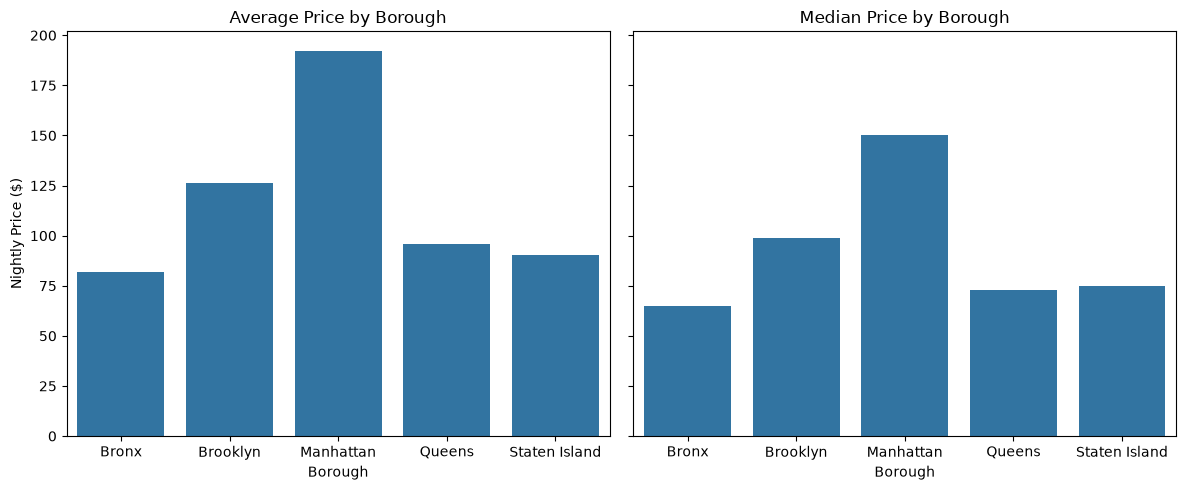 Average Price by Borough
Nightly Price ($)
200
175
150
125
100
75
50
25
0
Bronx Brooklyn Manhattan Queens Staten Island
Borough
Median Price by Borough
Bronx Brooklyn Manhattan Queens Staten Island
Borough